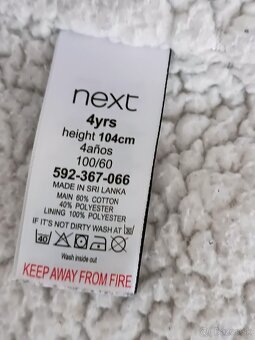 next
4yrs
height 104cm
4años
100/60
592-367-066
MADE IN SRI LANKA
MAIN 60% COTTON
40% POLYESTER
LINING 100% POLYESTER
IF IT'S NOT DIRTY WASH AT
40
Wash inside out
KEEP AWAY FROM FIRE